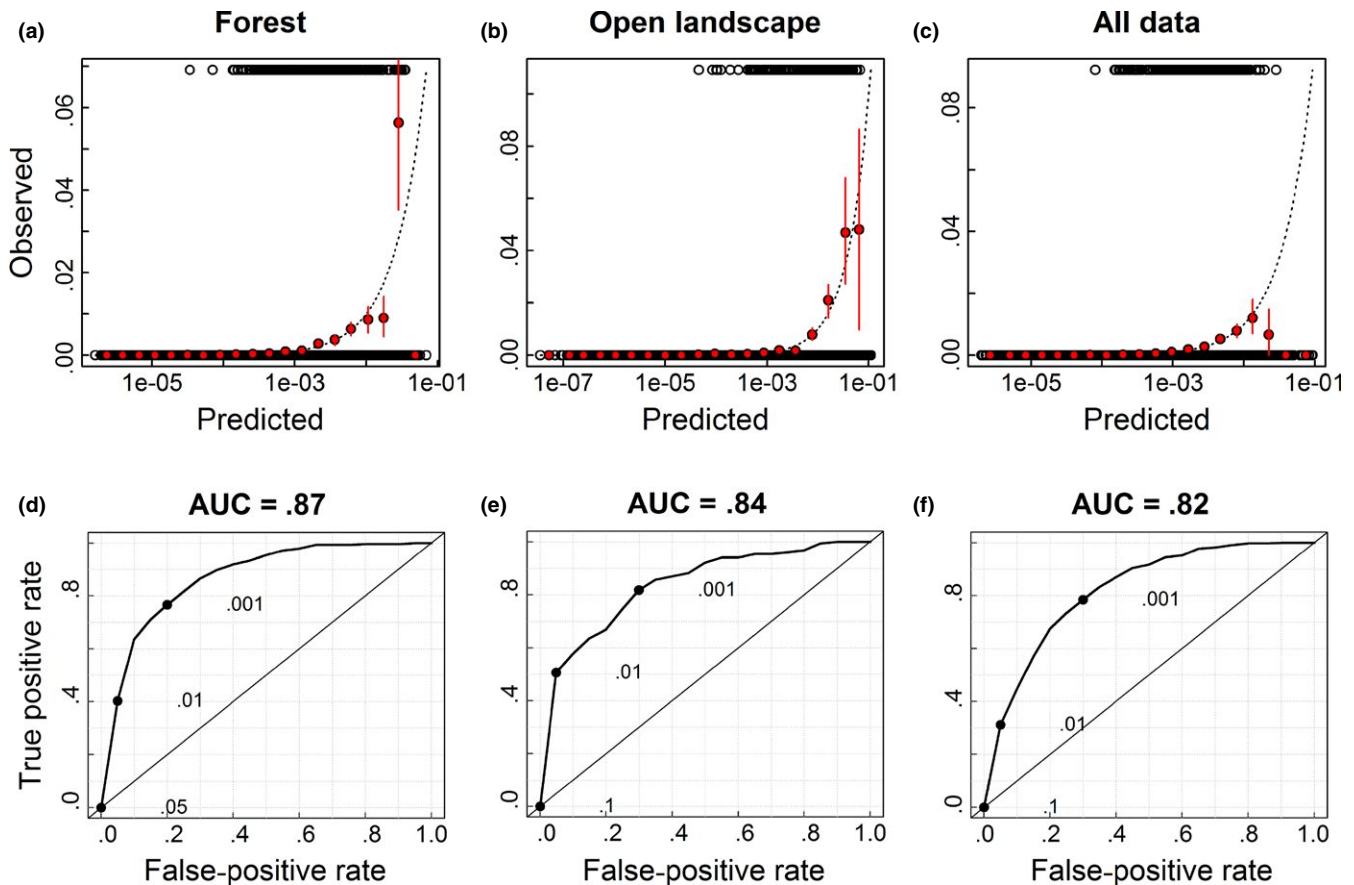 (a) Forest
(b) Open landscape
(c) All data
Observed
.00 .02 .04 .06
1e-05 1e-03 1e-01
Predicted
.00 .04 .08
1e-07 1e-04 1e-01
Predicted
.00 .04 .08
1e-05 1e-03 1e-01
Predicted
(d) AUC = .87
(e) AUC = .84
(f) AUC = .82
True positive rate
.0 .4 .8
.001
.01
.05
.0 .2 .4 .6 .8 1.0
False-positive rate
.0 .4 .8
.001
.01
.1
.0 .2 .4 .6 .8 1.0
False-positive rate
.0 .4 .8
.001
.01
.1
.0 .2 .4 .6 .8 1.0
False-positive rate